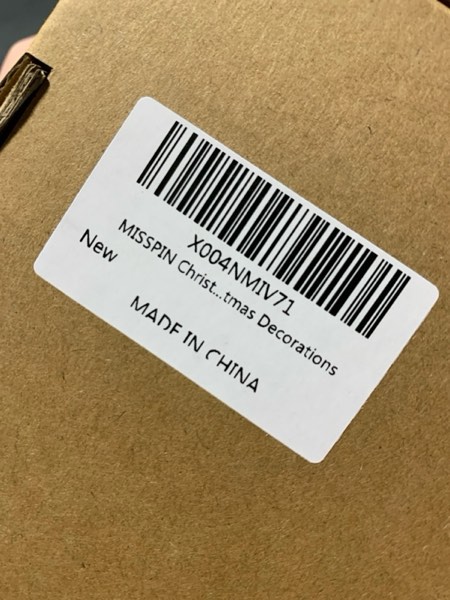 X004NMIV71
MISSPIN Christ...tmas Decorations
New
MADE IN CHINA